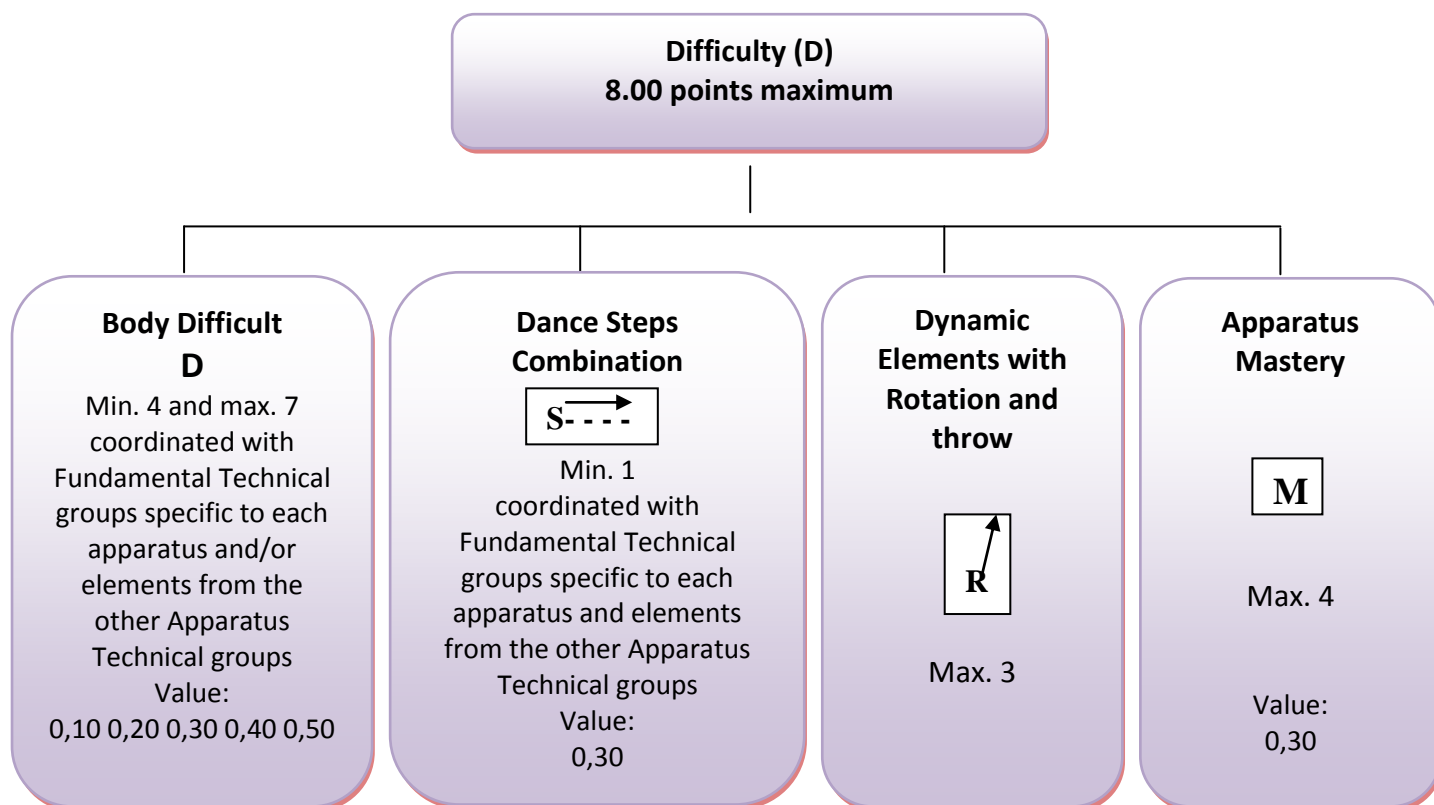 Difficulty (D)
8.00 points maximum
Body Difficult
D
Min. 4 and max. 7
coordinated with
Fundamental Technical
groups specific to each
apparatus and/or
elements from the
other Apparatus
Technical groups
Value:
0,10 0,20 0,30 0,40 0,50
Dance Steps
Combination
S- - - -
Min. 1
coordinated with
Fundamental Technical
groups specific to each
apparatus and elements
from the other Apparatus
Technical groups
Value:
0,30
Dynamic
Elements with
Rotation and
throw
R
Max. 3
Apparatus
Mastery
M
Max. 4
Value:
0,30